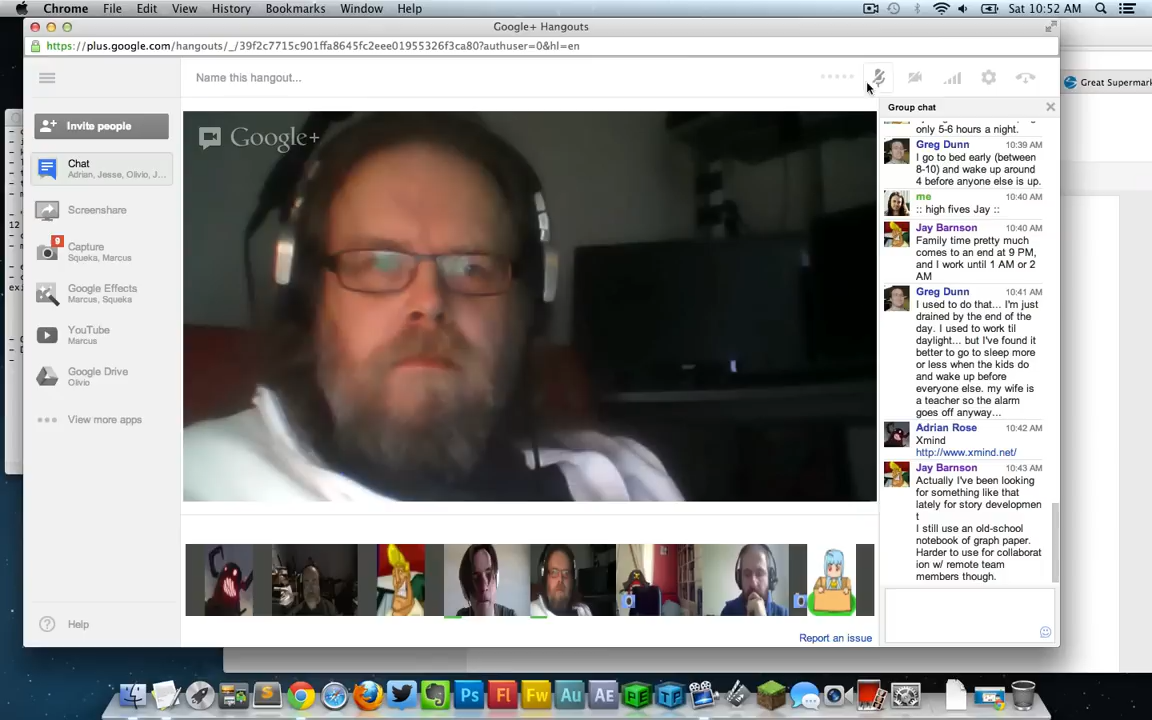 Chrome File Edit View History Bookmarks Window Help Sat 10:52 AM
Google+ Hangouts
https://plus.google.com/hangouts/_/39f2c7715c901ffa8645fc2eee01955326f3ca80?authuser=0&hl=en
Name this hangout...
Great Supermark
Invite people
Chat
Adrian, Jesse, Olivio, J...
Screenshare
9
Capture
Squeka, Marcus
Google Effects
Marcus, Squeka
YouTube
Marcus
Google Drive
Olivio
View more apps
Help
Google+
Report an issue
Group chat
only 5-6 hours a night.
Greg Dunn 10:39 AM
I go to bed early (between
8-10) and wake up around
4 before anyone else is up.
me 10:40 AM
:: high fives Jay ::
Jay Barnson 10:40 AM
Family time pretty much
comes to an end at 9 PM,
and I work until 1 AM or 2
AM
Greg Dunn 10:41 AM
I used to do that... I'm just
drained by the end of the
day. I used to work til
daylight... but I've found it
better to go to sleep more
or less when the kids do
and wake up before
everyone else. my wife is
a teacher so the alarm
goes off anyway...
Adrian Rose 10:42 AM
Xmind
http://www.xmind.net/
Jay Barnson 10:43 AM
Actually I've been looking
for something like that
lately for story developmen
t
I still use an old-school
notebook of graph paper.
Harder to use for collaborat
ion w/ remote team
members though.
Ps Fl Fw Au Ae